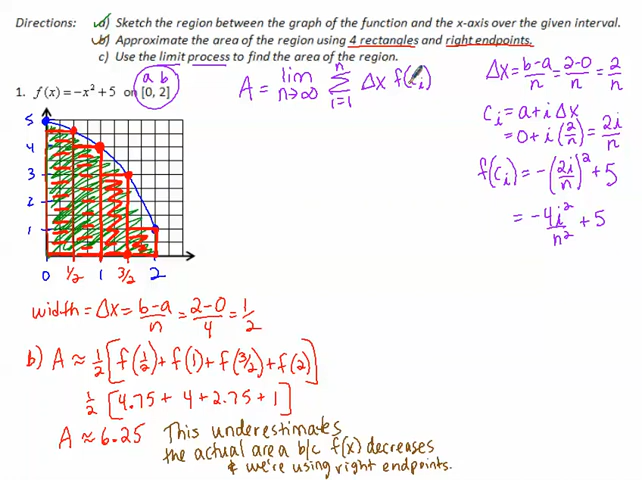 Directions: a) Sketch the region between the graph of the function and the x-axis over the given interval.
b) Approximate the area of the region using 4 rectangles and right endpoints.
c) Use the limit process to find the area of the region.
a b
1. f(x) = −x² + 5 on [0, 2]
A = lim n→∞ Σ i=1 n Δx f(cᵢ)
Δx = b-a/n = 2-0/n = 2/n
cᵢ = a + i Δx
= 0 + i (2/n) = 2i/n
f(cᵢ) = -(2i/n)² + 5
= -4i²/n² + 5
5
4
3
2
1
0 1/2 1 3/2 2
width = Δx = b-a/n = 2-0/4 = 1/2
b) A ≈ 1/2 [f(1/2) + f(1) + f(3/2) + f(2)]
1/2 [4.75 + 4 + 2.75 + 1]
A ≈ 6.25 This underestimates
the actual area b/c f(x) decreases
& we're using right endpoints.